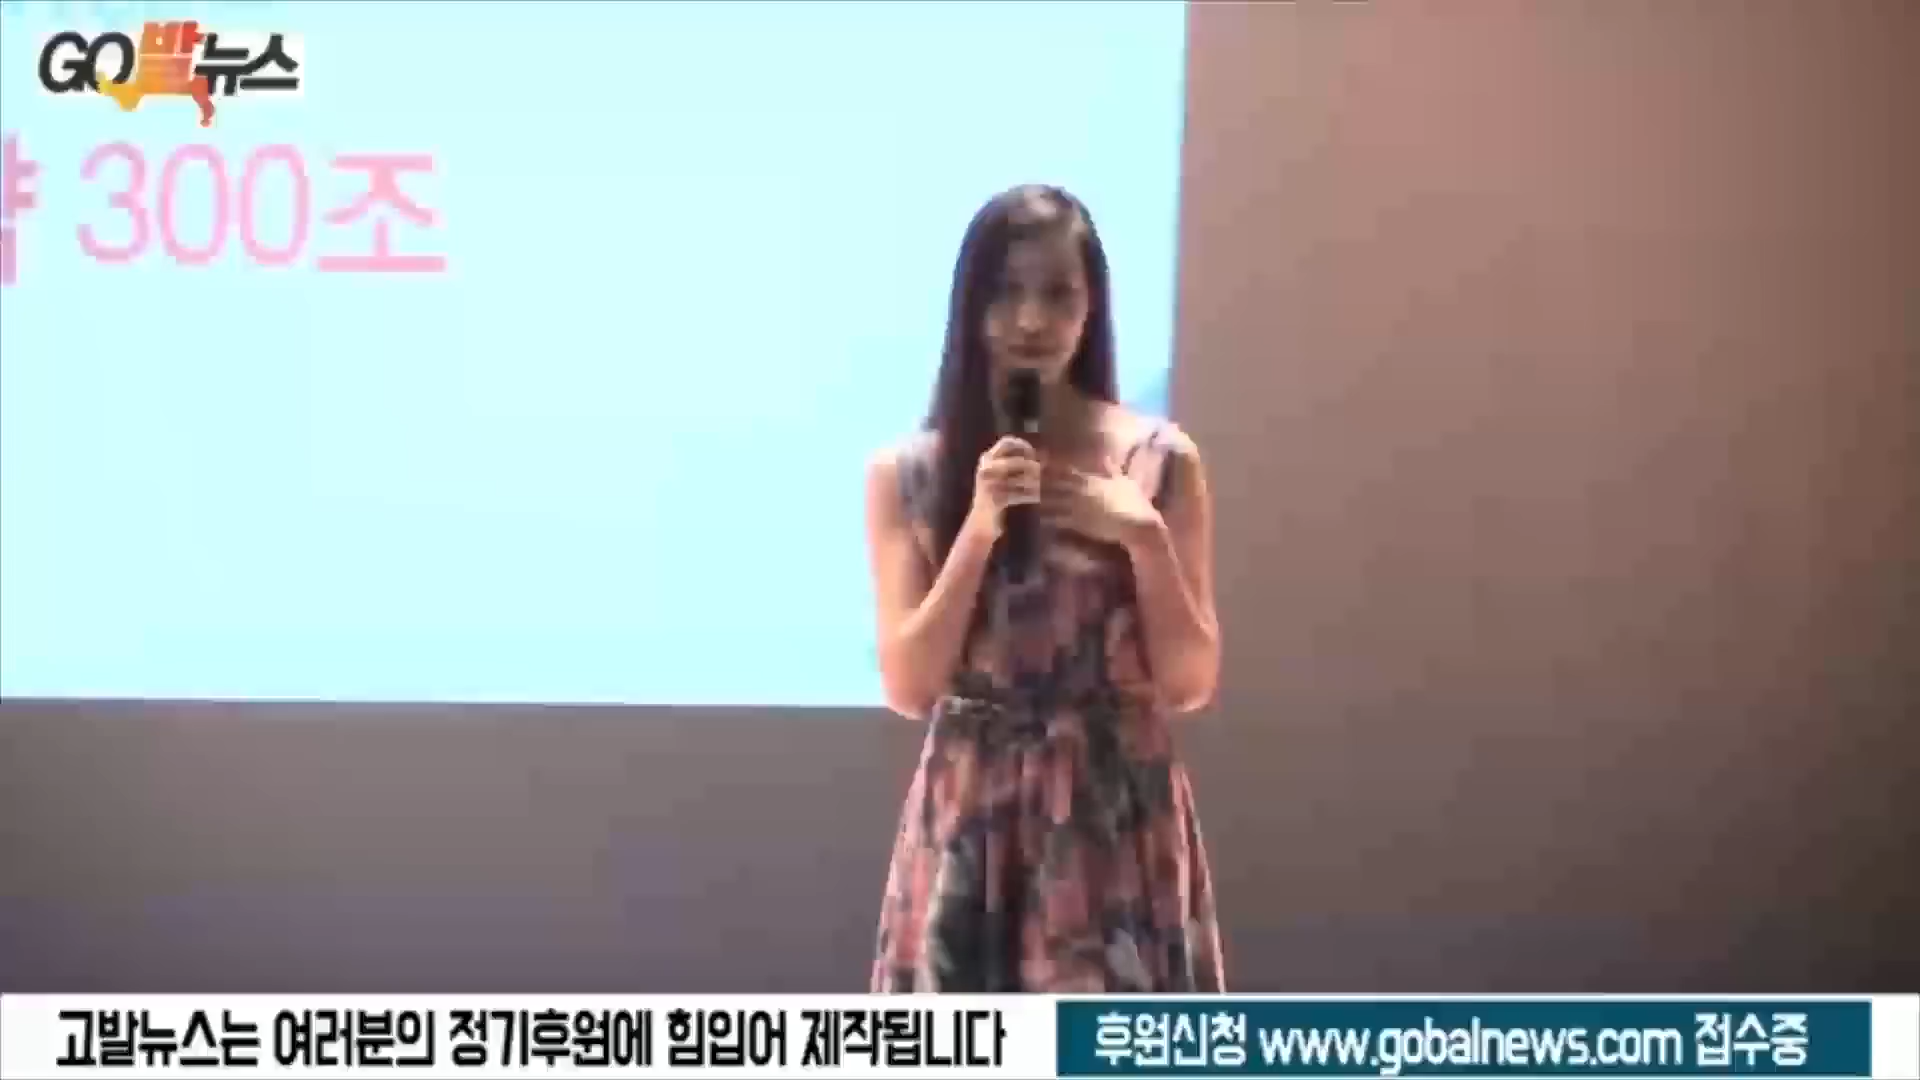 GO발뉴스
약 300조
고발뉴스는 여러분의 정기후원에 힘입어 제작됩니다
후원신청 www.gobalnews.com 접수중